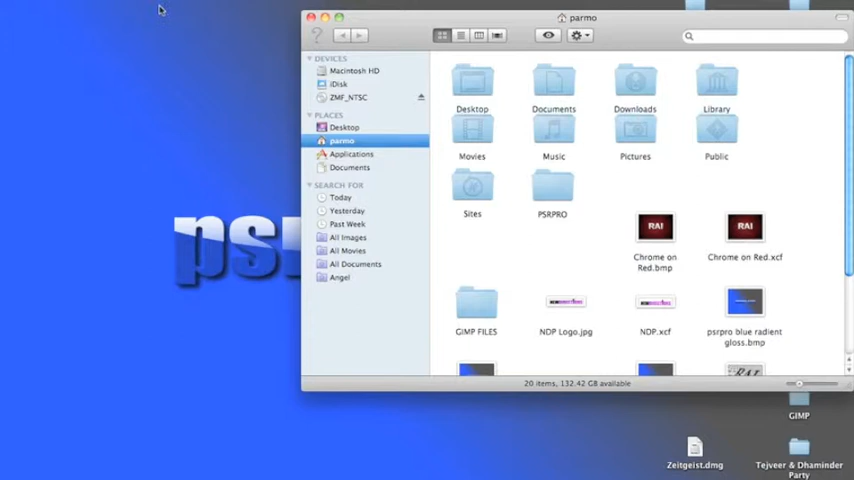 parmo
DEVICES
Macintosh HD
iDisk
ZMF_NTSC
PLACES
Desktop
parmo
Applications
Documents
SEARCH FOR
Today
Yesterday
Past Week
All Images
All Movies
All Documents
Angel
Desktop
Documents
Downloads
Library
Movies
Music
Pictures
Public
Sites
PSRPRO
RAI
RAI
Chrome on
Red.bmp
Chrome on Red.xcf
GIMP FILES
NDP Logo.jpg
NDP.xcf
psrpro blue radient
gloss.bmp
RAI
20 items, 132.42 GB available
psr
GIMP
Zeitgeist.dmg
Tejveer & Dhaminder
Party